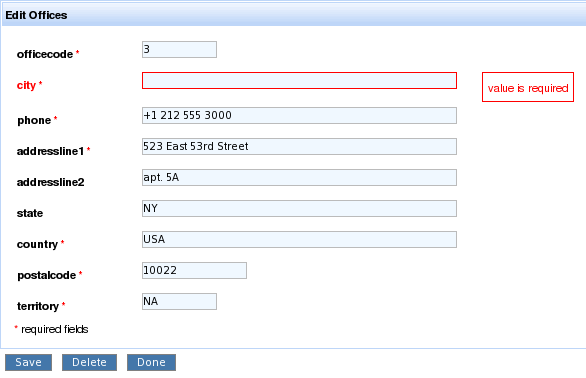 Edit Offices
officecode * 3
city * value is required
phone * +1 212 555 3000
addressline1 * 523 East 53rd Street
addressline2 apt. 5A
state NY
country * USA
postalcode * 10022
territory * NA
* required fields
Save Delete Done